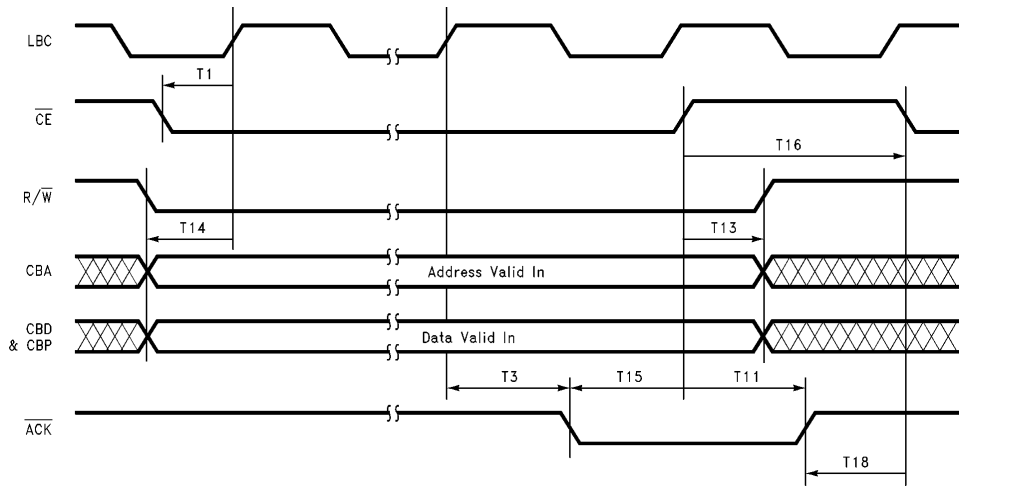 LBC
T1
CE
T16
R/W
T14
T13
CBA
Address Valid In
CBD
& CBP
Data Valid In
T3
T15
T11
ACK
T18